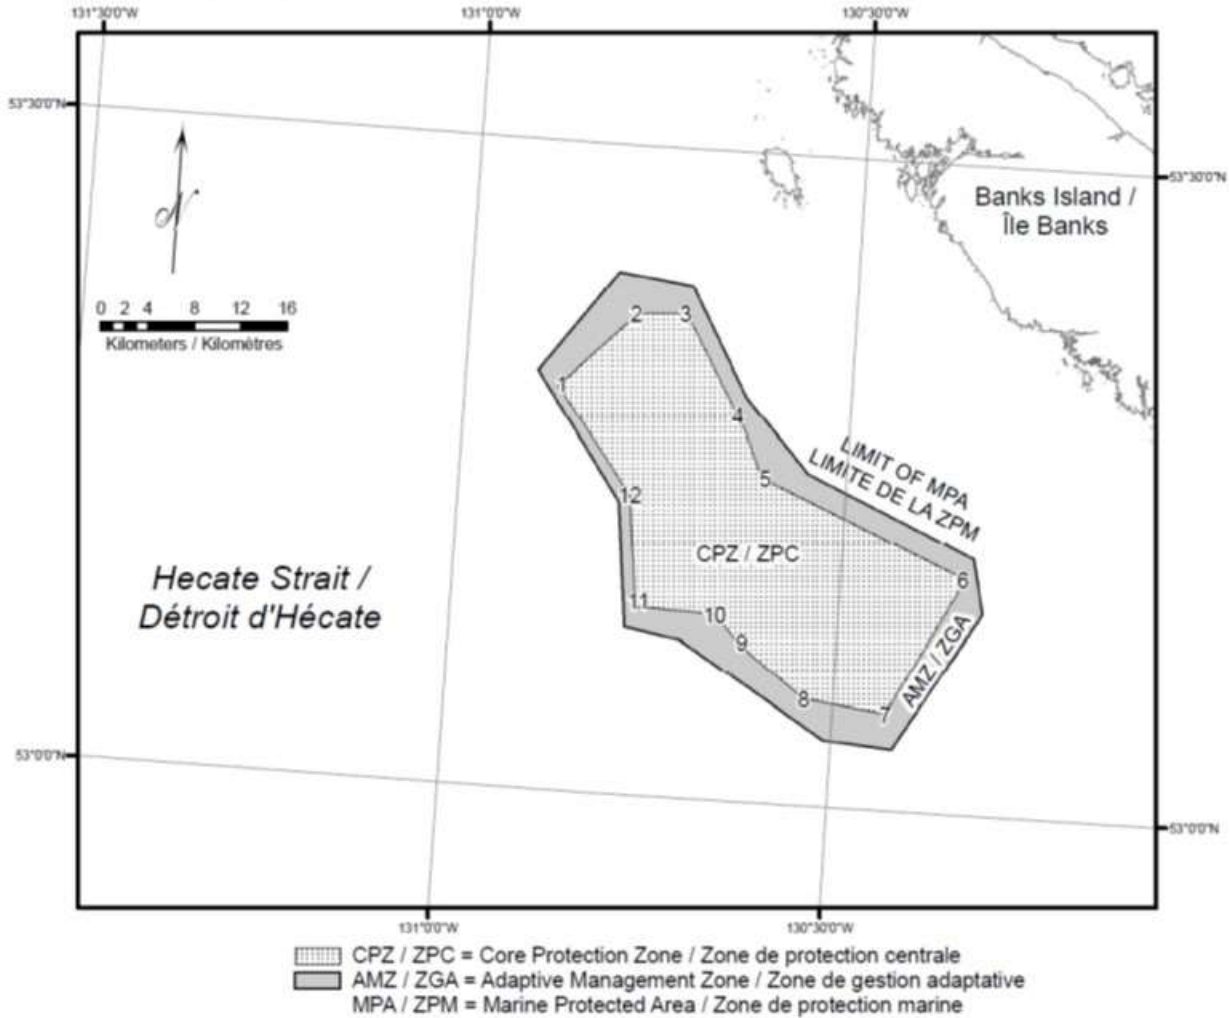 131°30'0"W
131°0'0"W
130°30'0"W
53°30'0"N
53°30'0"N
Banks Island /
Île Banks
0 2 4 8 12 16
Kilometers / Kilomètres
2 3
1
4
LIMIT OF MPA
LIMITE DE LA ZPM
5
12
CPZ / ZPC
6
Hecate Strait /
Détroit d'Hécate
11
10
9
AMZ / ZGA
8
7
53°0'0"N
53°0'0"N
131°0'0"W
130°30'0"W
CPZ / ZPC = Core Protection Zone / Zone de protection centrale
AMZ / ZGA = Adaptive Management Zone / Zone de gestion adaptative
MPA / ZPM = Marine Protected Area / Zone de protection marine